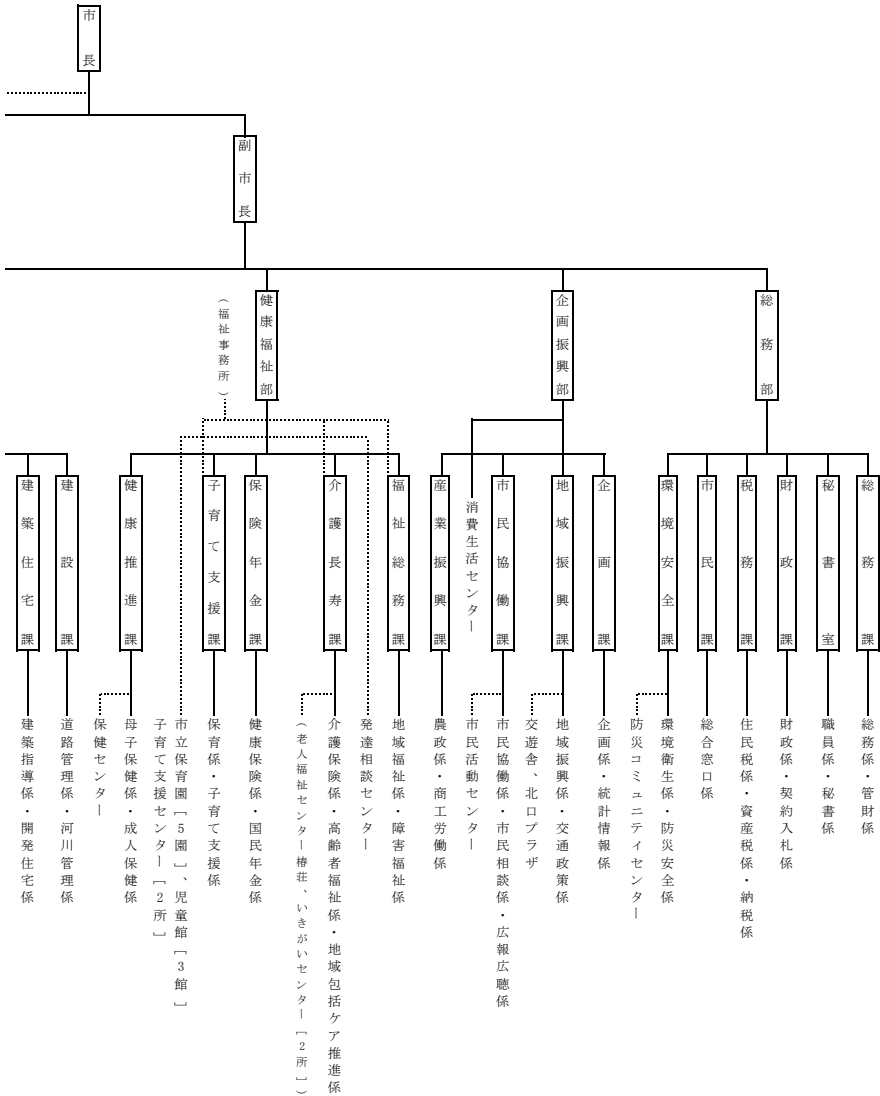 市長
副市長
総務部
企画振興部
健康福祉部
（福祉事務所）
総務課
秘書室
財政課
税務課
市民課
環境安全課
企画課
地域振興課
市民協働課
消費生活センター
産業振興課
福祉総務課
介護長寿課
保険年金課
子育て支援課
健康推進課
建設課
建築住宅課
総務係・管財係
職員係・秘書係
財政係・契約入札係
住民税係・資産税係・納税係
総合窓口係
環境衛生係・防災安全係
防災コミュニティセンター
企画係・統計情報係
地域振興係・交通政策係
交遊舎、北口プラザ
市民協働係・市民相談係・広報広聴係
市民活動センター
農政係・商工労働係
地域福祉係・障害福祉係
発達相談センター
介護保険係・高齢者福祉係・地域包括ケア推進係
（老人福祉センター椿荘、いきがいセンター［2所］）
健康保険係・国民年金係
保育係・子育て支援係
市立保育園［5園］、児童館［3館］
子育て支援センター［2所］
母子保健係・成人保健係
保健センター
道路管理係・河川管理係
建築指導係・開発住宅係